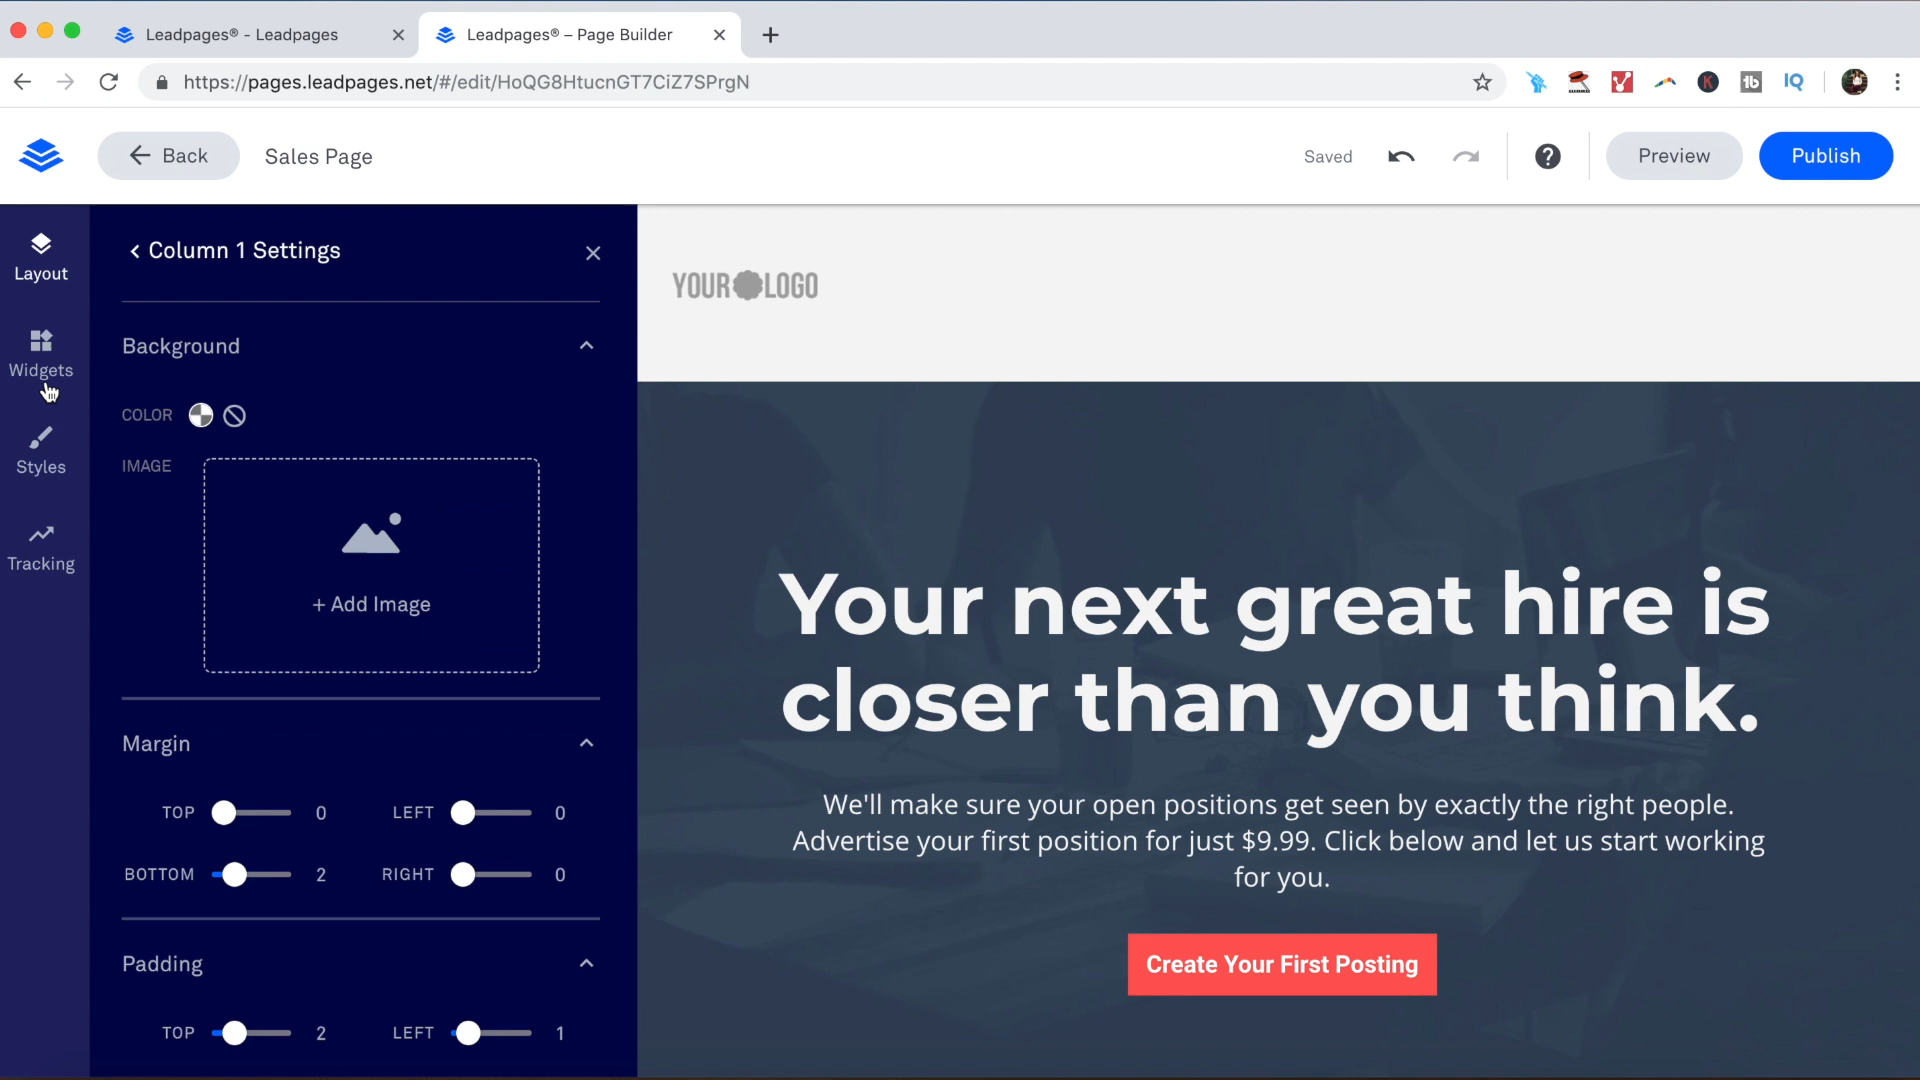 Leadpages® - Leadpages
Leadpages® – Page Builder
https://pages.leadpages.net/#/edit/HoQG8HtucnGT7CiZ7SPrgN
K
tb
IQ
Back
Sales Page
Saved
?
Preview
Publish
Layout
Widgets
Styles
Tracking
Column 1 Settings
Background
COLOR
IMAGE
+ Add Image
Margin
TOP 0 LEFT 0
BOTTOM 2 RIGHT 0
Padding
TOP 2 LEFT 1
YOUR LOGO
Your next great hire is
closer than you think.
We'll make sure your open positions get seen by exactly the right people.
Advertise your first position for just $9.99. Click below and let us start working
for you.
Create Your First Posting